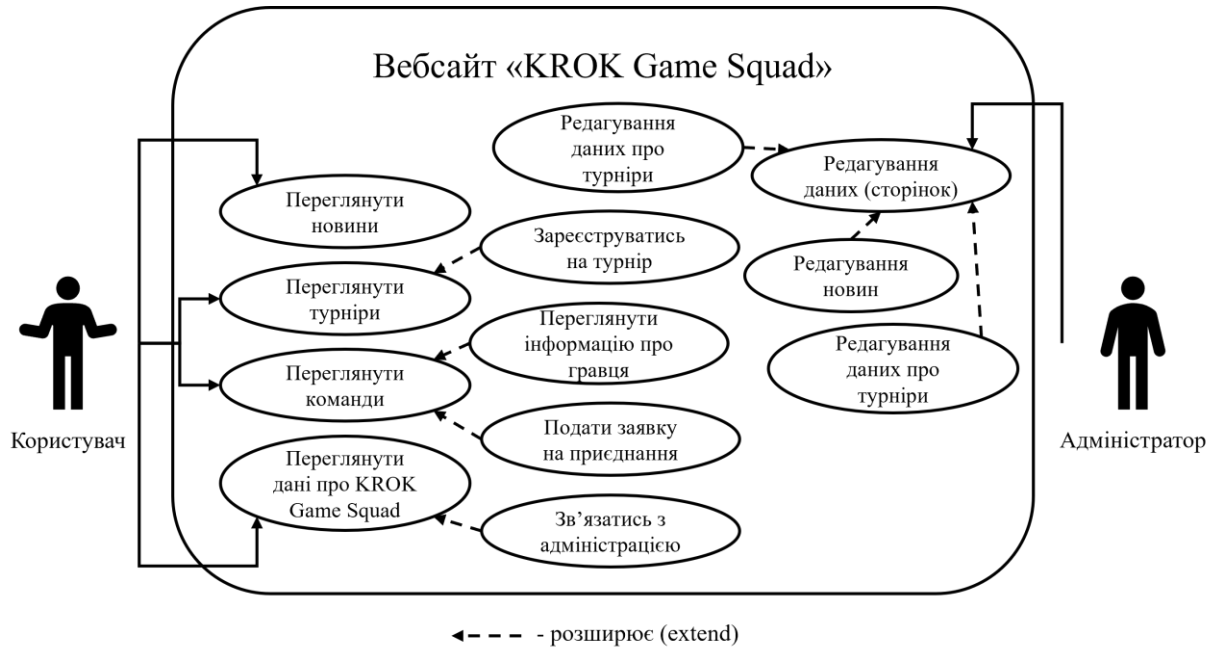 Вебсайт «KROK Game Squad»
Редагування
даних про
турніри
Редагування
даних (сторінок)
Переглянути
новини
Зареєструватись
на турнір
Редагування
новин
Переглянути
турніри
Переглянути
інформацію про
гравця
Редагування
даних про
турніри
Переглянути
команди
Подати заявку
на приєднання
Користувач
Адміністратор
Переглянути
дані про KROK
Game Squad
Зв’язатись з
адміністрацією
- розширює (extend)